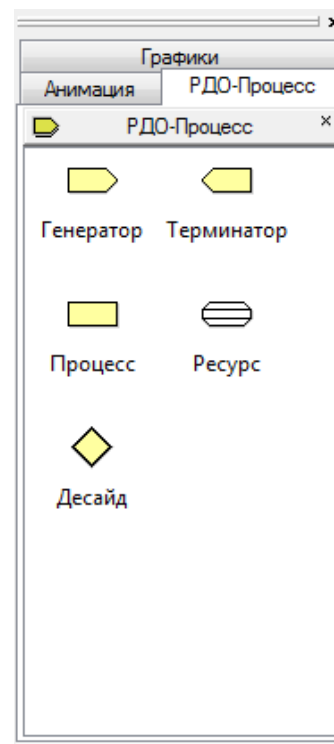 Графики
Анимация РДО-Процесс
РДО-Процесс
Генератор Терминатор
Процесс Ресурс
Десайд